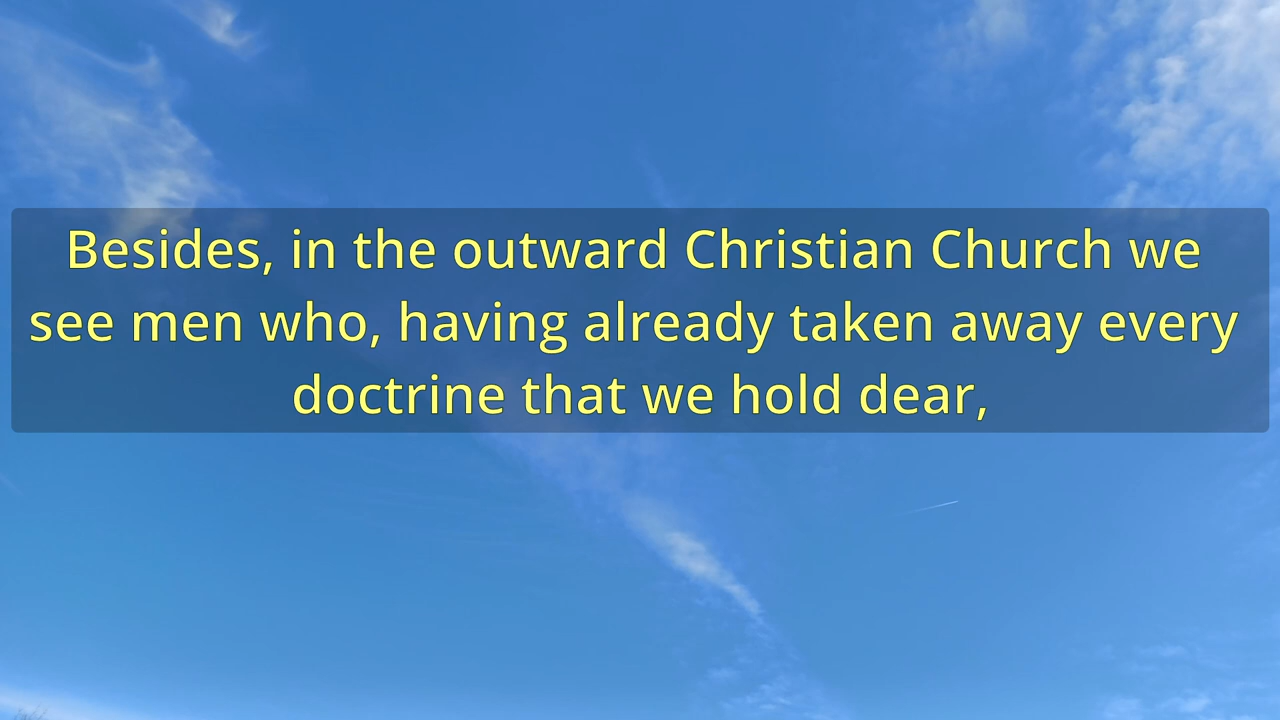 Besides, in the outward Christian Church we
see men who, having already taken away every
doctrine that we hold dear,